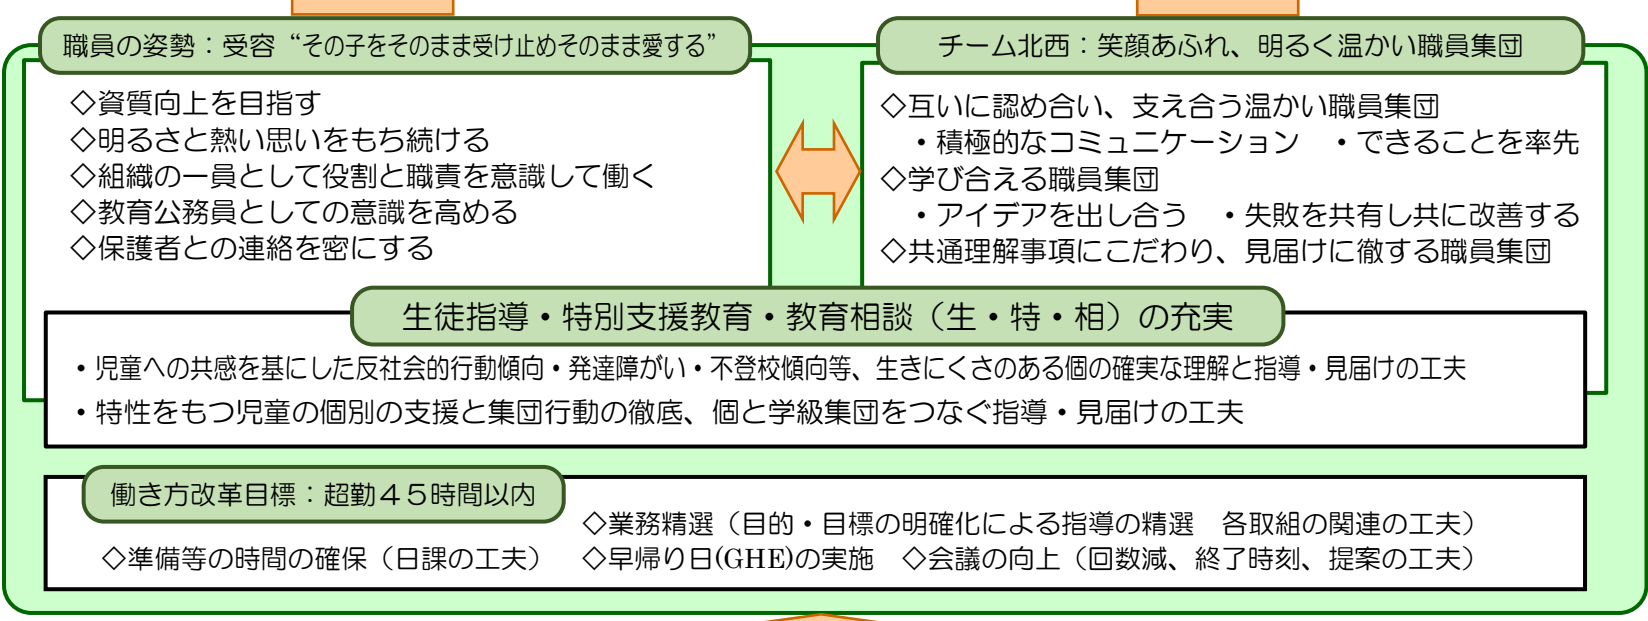 職員の姿勢：受容“その子をそのまま受け止めそのまま愛する”
◇資質向上を目指す
◇明るさと熱い思いをもち続ける
◇組織の一員として役割と職責を意識して働く
◇教育公務員としての意識を高める
◇保護者との連絡を密にする
チーム北西：笑顔あふれ、明るく温かい職員集団
◇互いに認め合い、支え合う温かい職員集団
・積極的なコミュニケーション　・できることを率先
◇学び合える職員集団
・アイデアを出し合う　・失敗を共有し共に改善する
◇共通理解事項にこだわり、見届けに徹する職員集団
生徒指導・特別支援教育・教育相談（生・特・相）の充実
・児童への共感を基にした反社会的行動傾向・発達障がい・不登校傾向等、生きにくさのある個の確実な理解と指導・見届けの工夫
・特性をもつ児童の個別の支援と集団行動の徹底、個と学級集団をつなぐ指導・見届けの工夫
働き方改革目標：超勤４５時間以内
◇業務精選（目的・目標の明確化による指導の精選　各取組の関連の工夫）
◇準備等の時間の確保（日課の工夫）　◇早帰り日(GHE)の実施　◇会議の向上（回数減、終了時刻、提案の工夫）